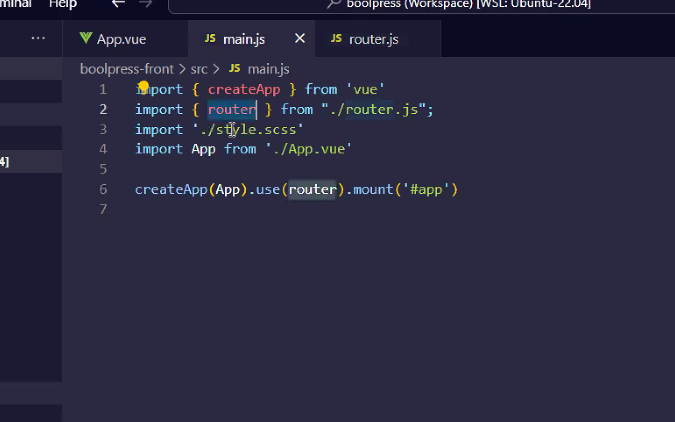 minal Help ← → boolpress (Workspace) [WSL: Ubuntu-22.04]
... App.vue JS main.js × JS router.js
boolpress-front > src > JS main.js
1 import { createApp } from 'vue'
2 import { router } from "./router.js";
3 import './style.scss'
4 import App from './App.vue'
4]
5
6 createApp(App).use(router).mount('#app')
7